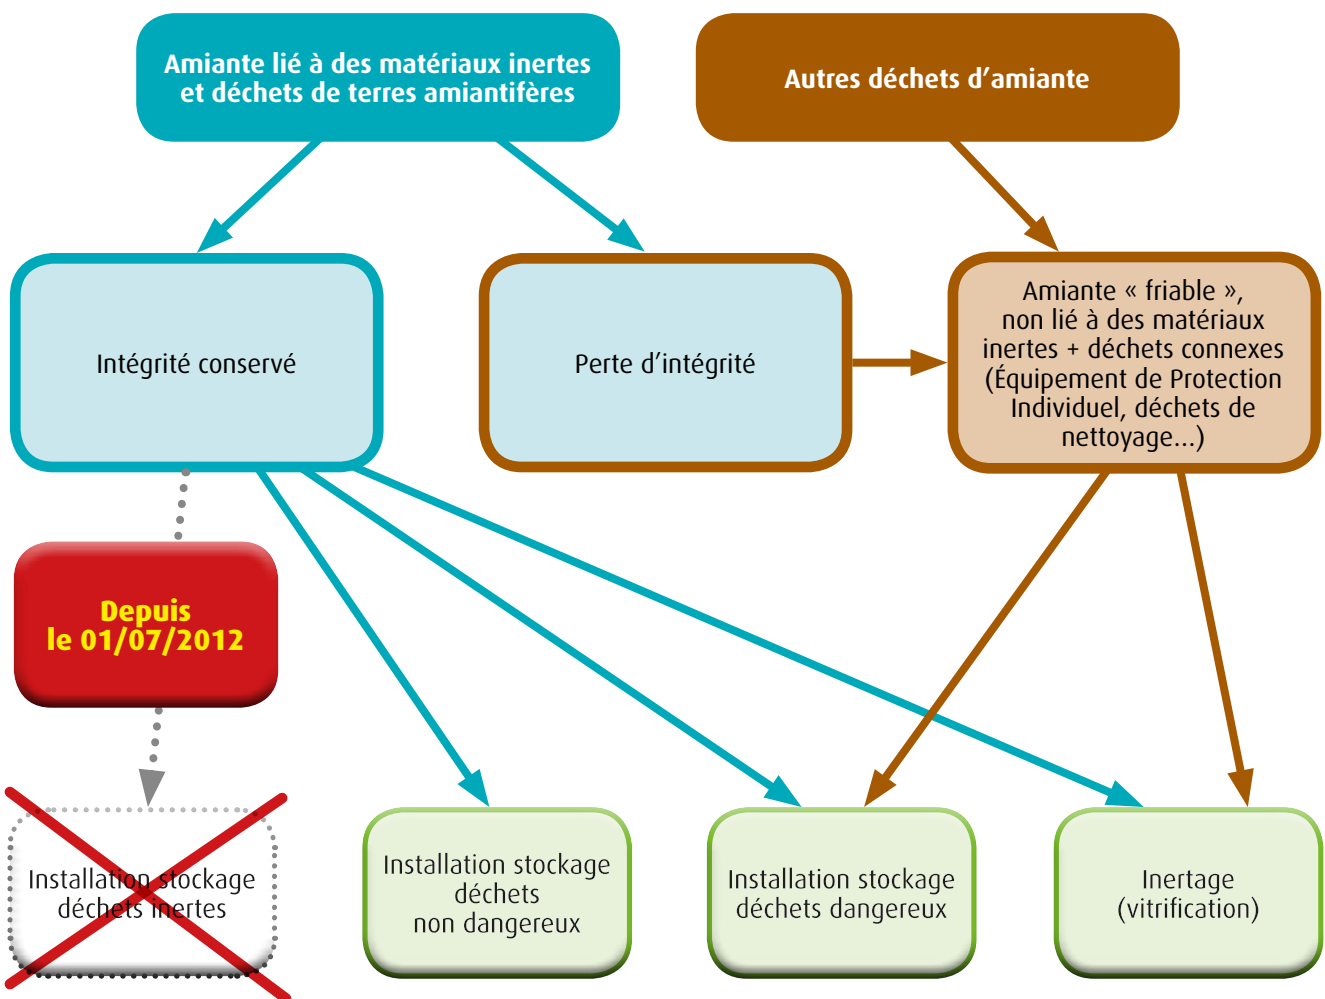 Amiante lié à des matériaux inertes
et déchets de terres amiantifères
Autres déchets d’amiante
Intégrité conservé
Perte d’intégrité
Amiante « friable »,
non lié à des matériaux
inertes + déchets connexes
(Équipement de Protection
Individuel, déchets de
nettoyage...)
Depuis
le 01/07/2012
Installation stockage
déchets inertes
Installation stockage
déchets
non dangereux
Installation stockage
déchets dangereux
Inertage
(vitrification)